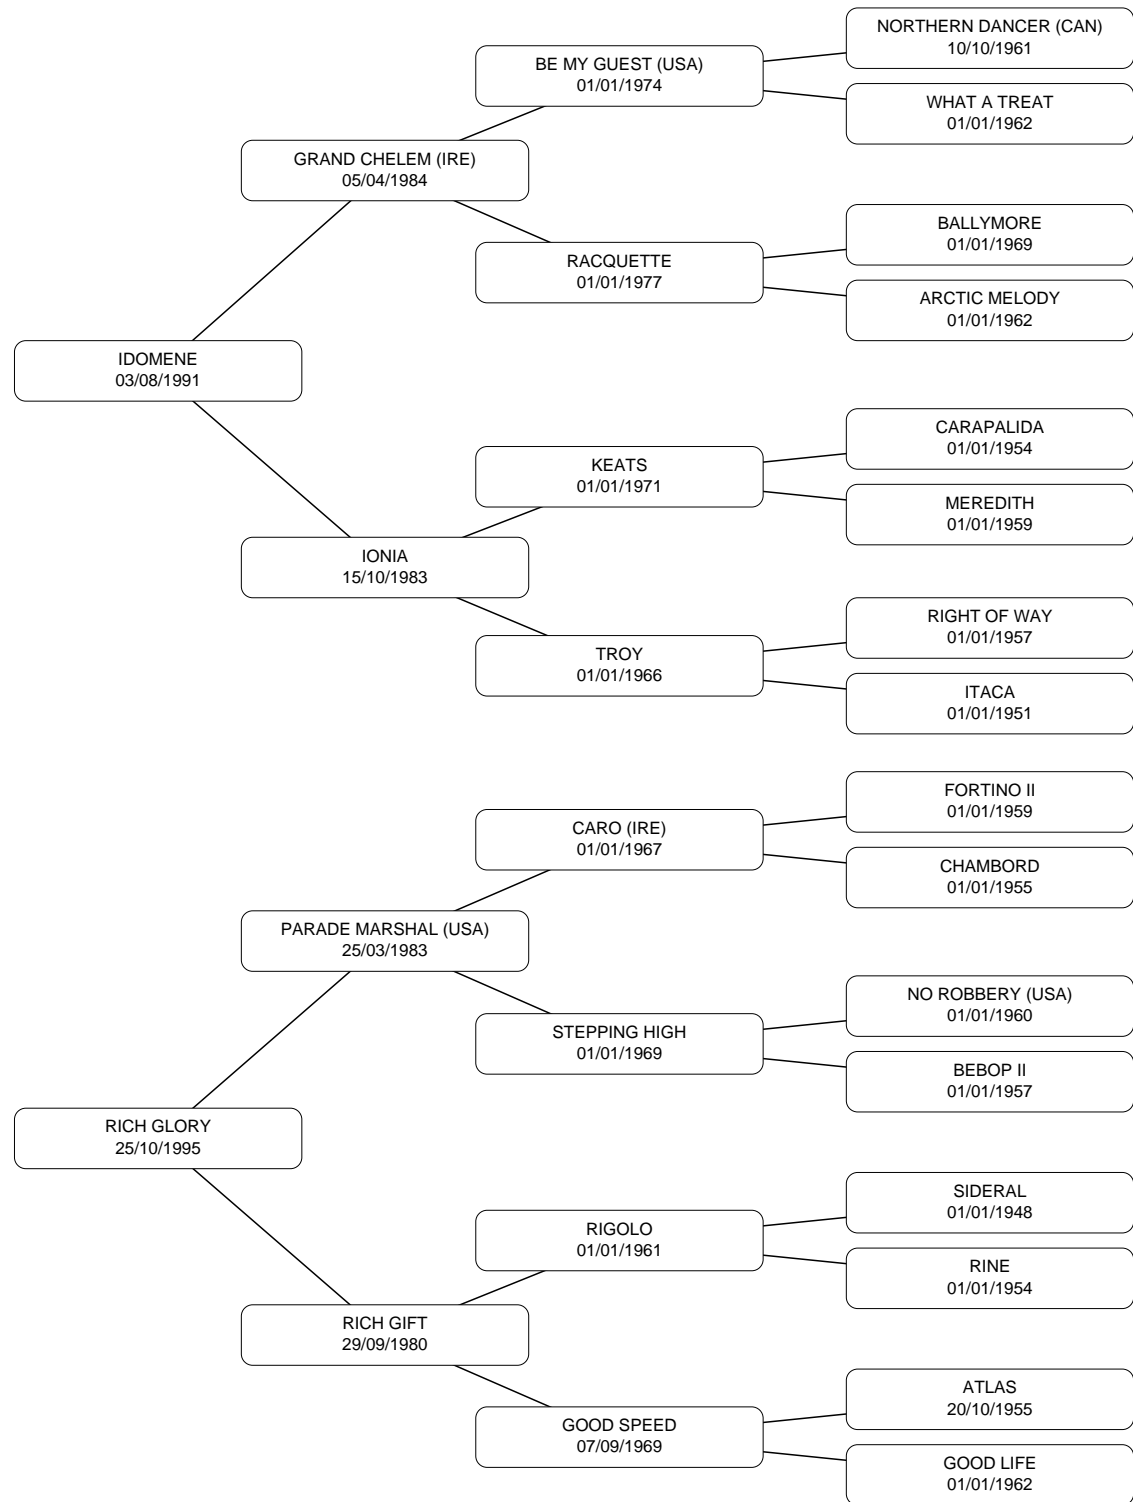 NORTHERN DANCER (CAN)
10/10/1961
BE MY GUEST (USA)
01/01/1974
WHAT A TREAT
01/01/1962
GRAND CHELEM (IRE)
05/04/1984
BALLYMORE
01/01/1969
RACQUETTE
01/01/1977
ARCTIC MELODY
01/01/1962
IDOMENE
03/08/1991
CARAPALIDA
01/01/1954
KEATS
01/01/1971
MEREDITH
01/01/1959
IONIA
15/10/1983
RIGHT OF WAY
01/01/1957
TROY
01/01/1966
ITACA
01/01/1951
FORTINO II
01/01/1959
CARO (IRE)
01/01/1967
CHAMBORD
01/01/1955
PARADE MARSHAL (USA)
25/03/1983
NO ROBBERY (USA)
01/01/1960
STEPPING HIGH
01/01/1969
BEBOP II
01/01/1957
RICH GLORY
25/10/1995
SIDERAL
01/01/1948
RIGOLO
01/01/1961
RINE
01/01/1954
RICH GIFT
29/09/1980
ATLAS
20/10/1955
GOOD SPEED
07/09/1969
GOOD LIFE
01/01/1962